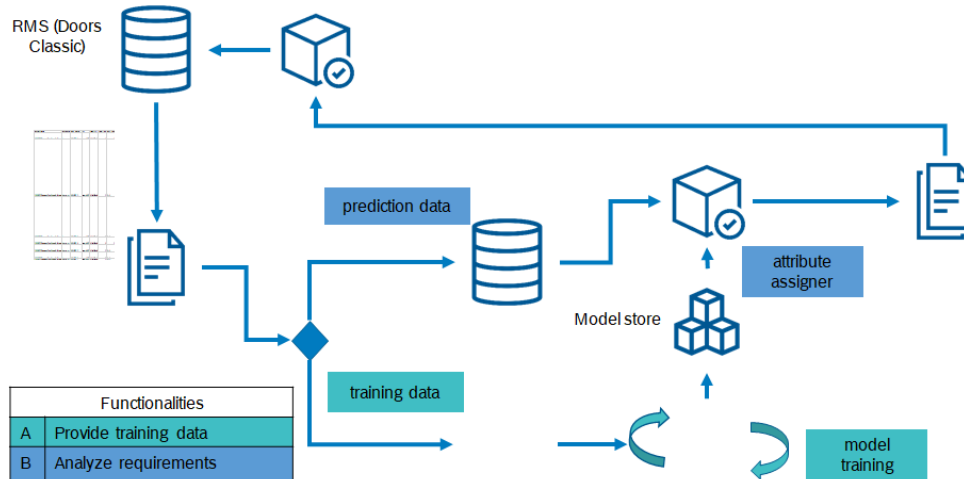 RMS (Doors
Classic)
prediction data
attribute
assigner
Model store
training data
Functionalities
A Provide training data
B Analyze requirements
model
training